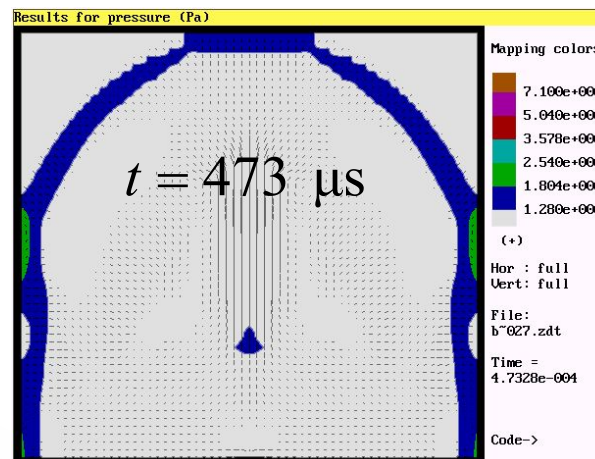 Results for pressure (Pa)
Mapping color:
7.100e+00
5.040e+00
3.578e+00
2.540e+00
1.804e+00
1.280e+00
(+)
Hor : full
Vert: full
File:
b~027.zdt
Time =
4.7328e-004
Code->
t = 473 μs